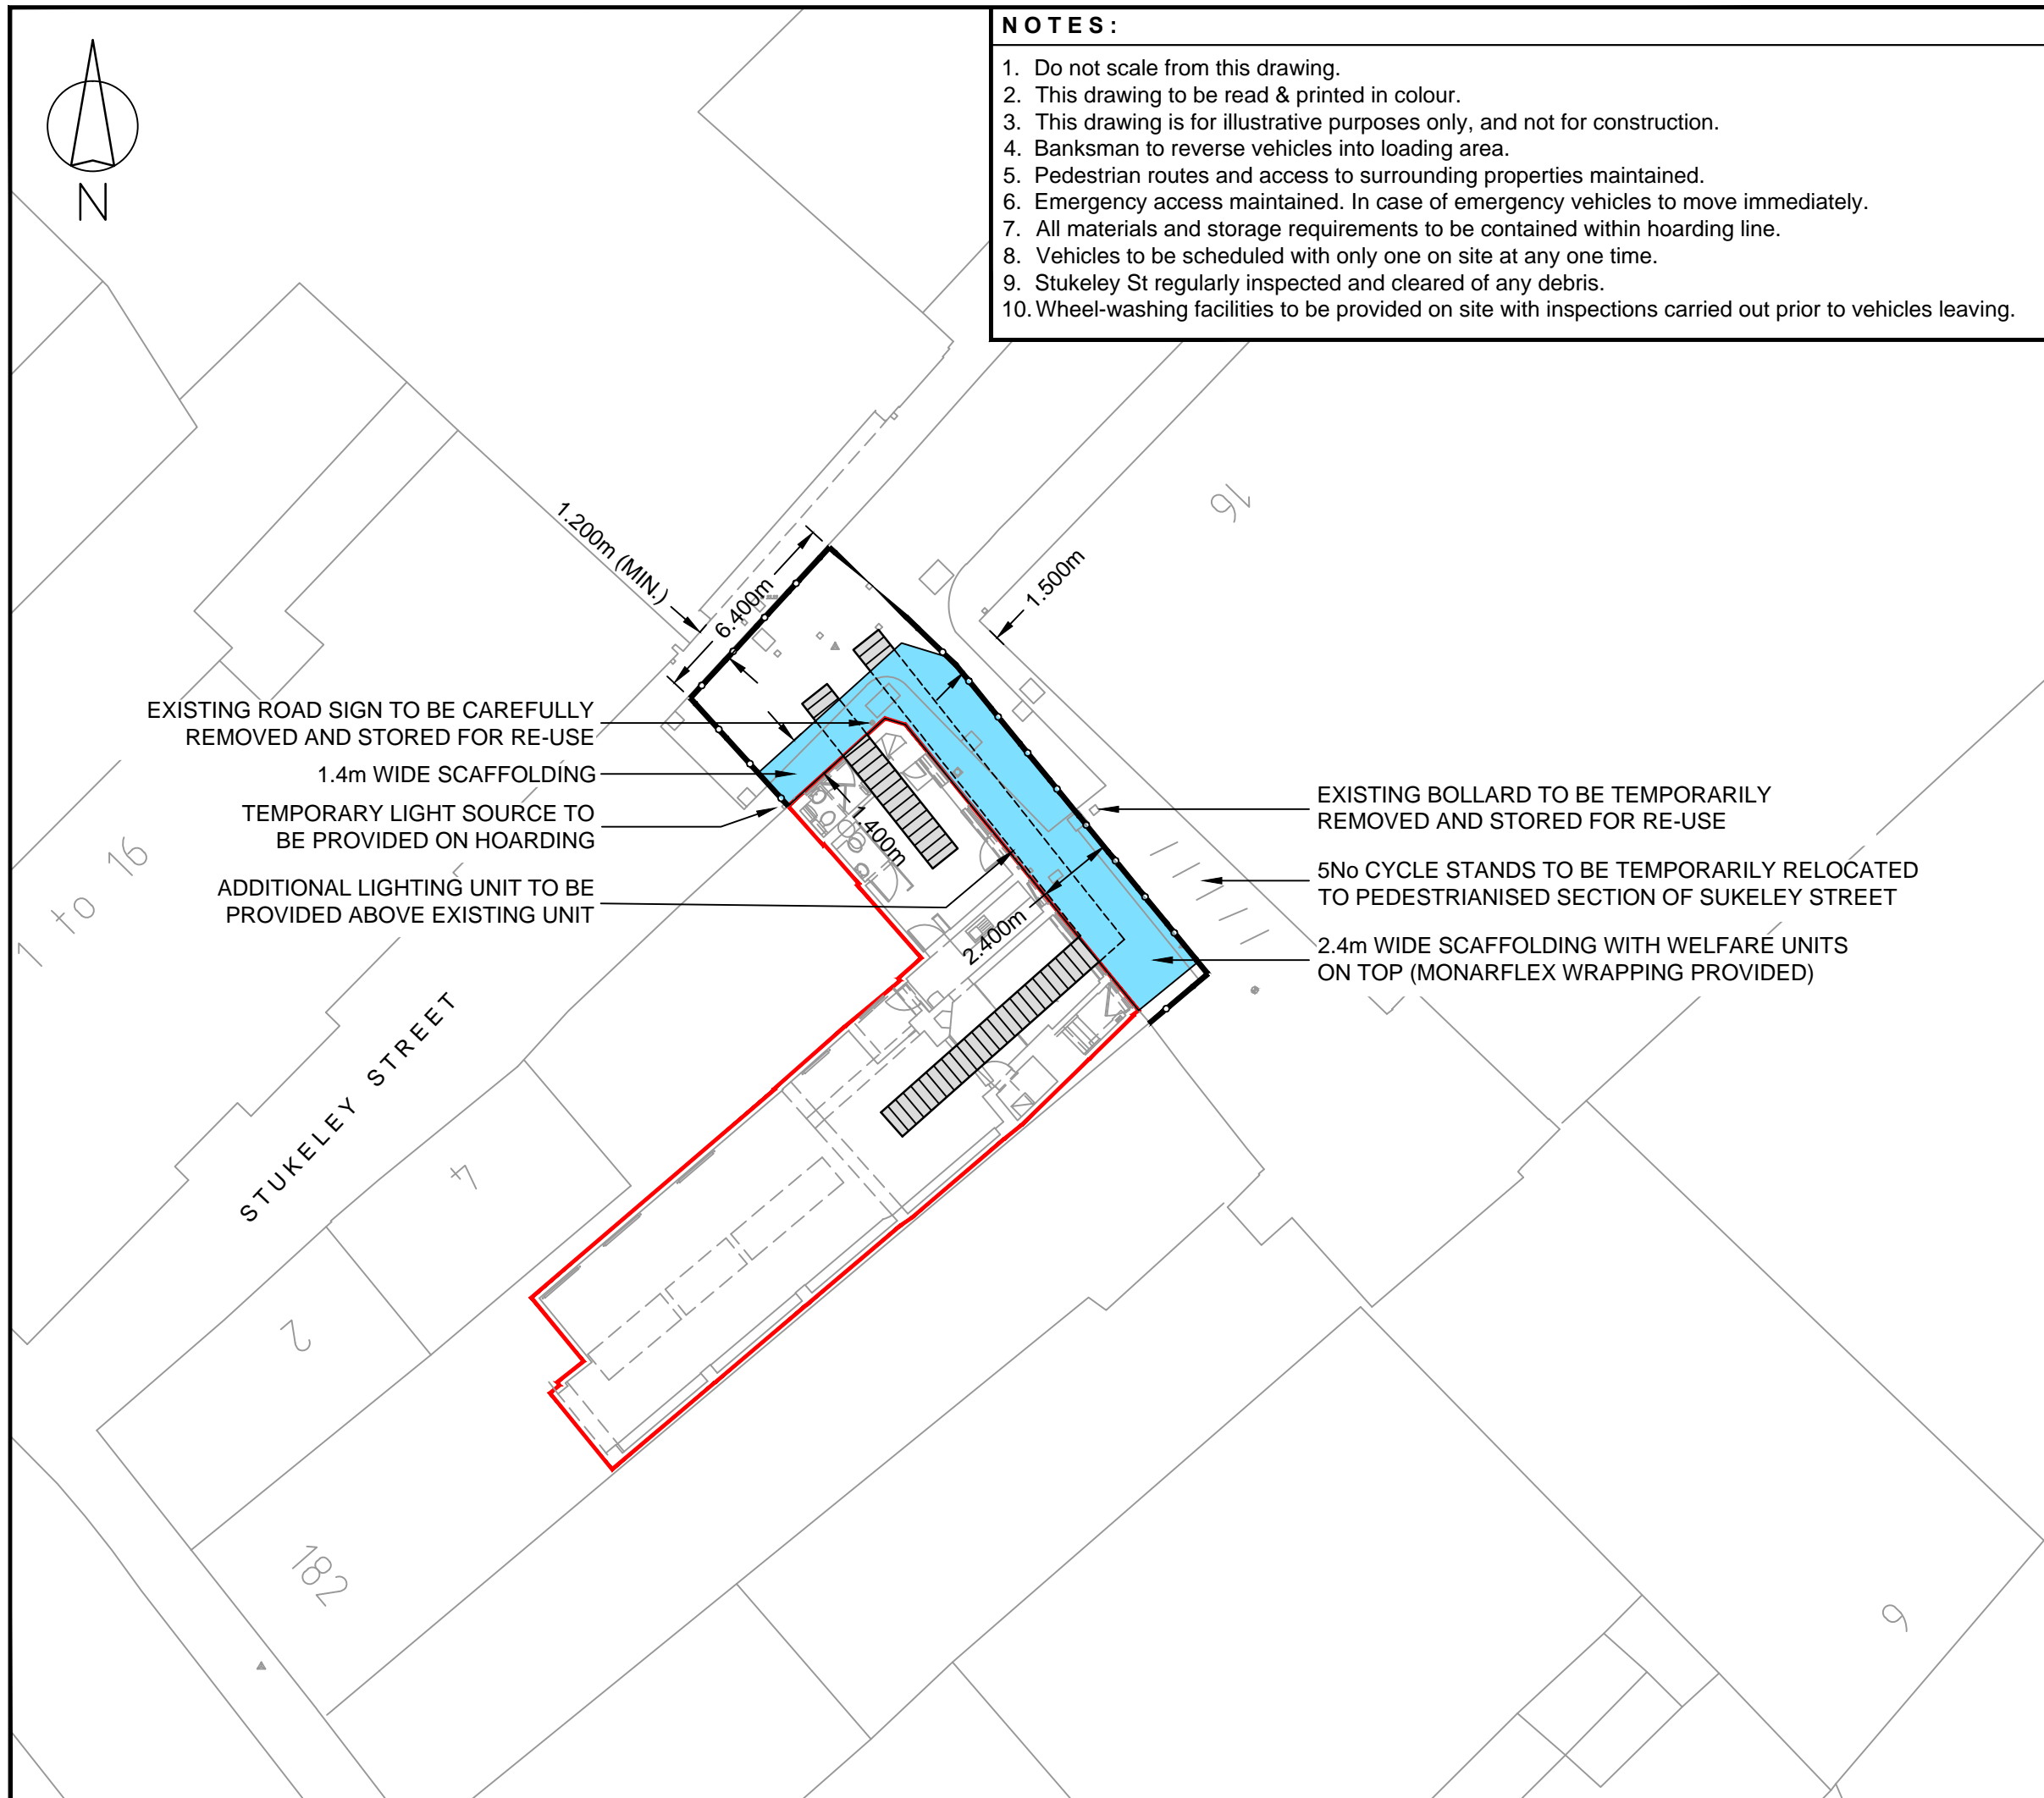 NOTES:
1. Do not scale from this drawing.
2. This drawing to be read & printed in colour.
3. This drawing is for illustrative purposes only, and not for construction.
4. Banksman to reverse vehicles into loading area.
5. Pedestrian routes and access to surrounding properties maintained.
6. Emergency access maintained. In case of emergency vehicles to move immediately.
7. All materials and storage requirements to be contained within hoarding line.
8. Vehicles to be scheduled with only one on site at any one time.
9. Stukeley St regularly inspected and cleared of any debris.
10. Wheel-washing facilities to be provided on site with inspections carried out prior to vehicles leaving.
N
16
1.200m (MIN.)
6.400m
1.500m
EXISTING ROAD SIGN TO BE CAREFULLY
REMOVED AND STORED FOR RE-USE
1.4m WIDE SCAFFOLDING
TEMPORARY LIGHT SOURCE TO
BE PROVIDED ON HOARDING
ADDITIONAL LIGHTING UNIT TO BE
PROVIDED ABOVE EXISTING UNIT
1.400m
2.400m
EXISTING BOLLARD TO BE TEMPORARILY
REMOVED AND STORED FOR RE-USE
5No CYCLE STANDS TO BE TEMPORARILY RELOCATED
TO PEDESTRIANISED SECTION OF SUKELEY STREET
2.4m WIDE SCAFFOLDING WITH WELFARE UNITS
ON TOP (MONARFLEX WRAPPING PROVIDED)
1 to 16
STUKELEY STREET
4
2
182
9